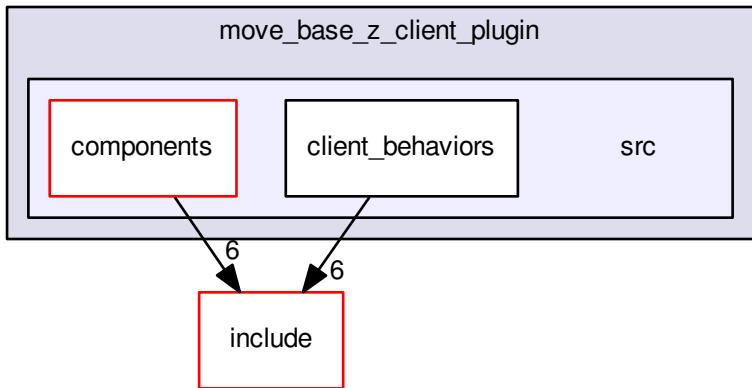 move_base_z_client_plugin
components
client_behaviors
src
6
6
include